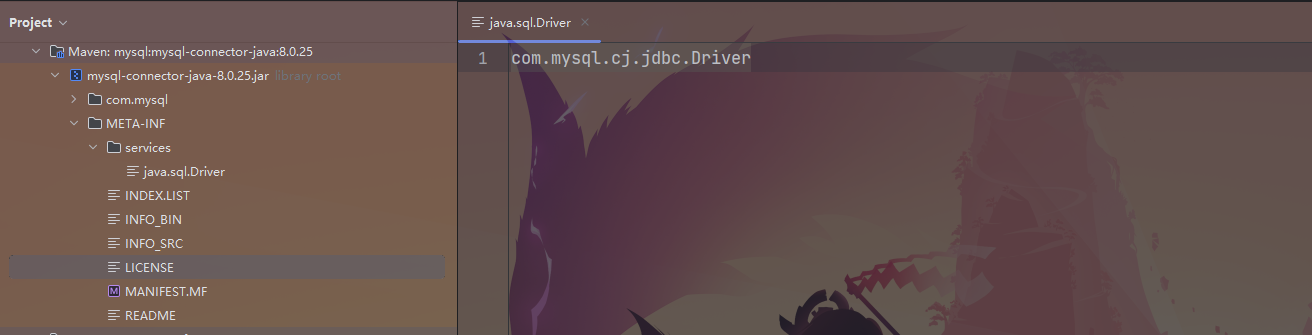 Project
Maven: mysql:mysql-connector-java:8.0.25
mysql-connector-java-8.0.25.jar library root
com.mysql
META-INF
services
java.sql.Driver
INDEX.LIST
INFO_BIN
INFO_SRC
LICENSE
MANIFEST.MF
README
java.sql.Driver
1 com.mysql.cj.jdbc.Driver